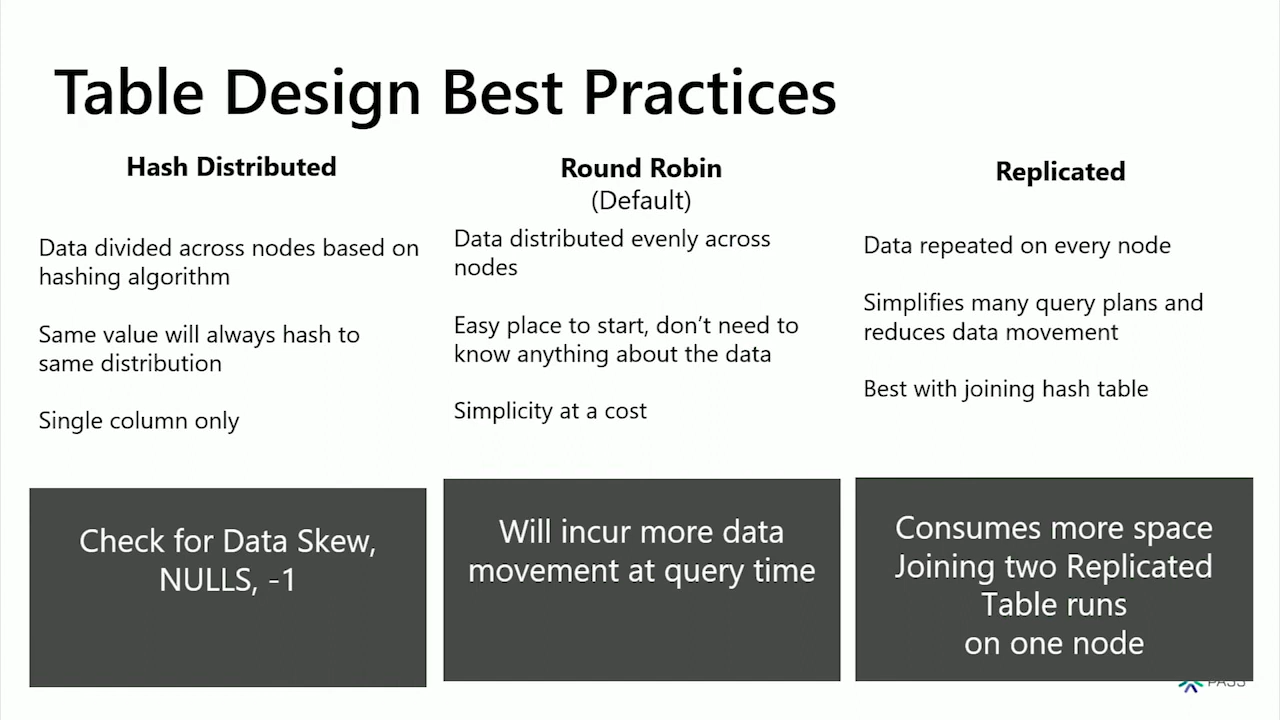 Table Design Best Practices
Hash Distributed
Data divided across nodes based on
hashing algorithm
Same value will always hash to
same distribution
Single column only
Check for Data Skew,
NULLS, -1
Round Robin
(Default)
Data distributed evenly across
nodes
Easy place to start, don’t need to
know anything about the data
Simplicity at a cost
Will incur more data
movement at query time
Replicated
Data repeated on every node
Simplifies many query plans and
reduces data movement
Best with joining hash table
Consumes more space
Joining two Replicated
Table runs
on one node
PASS